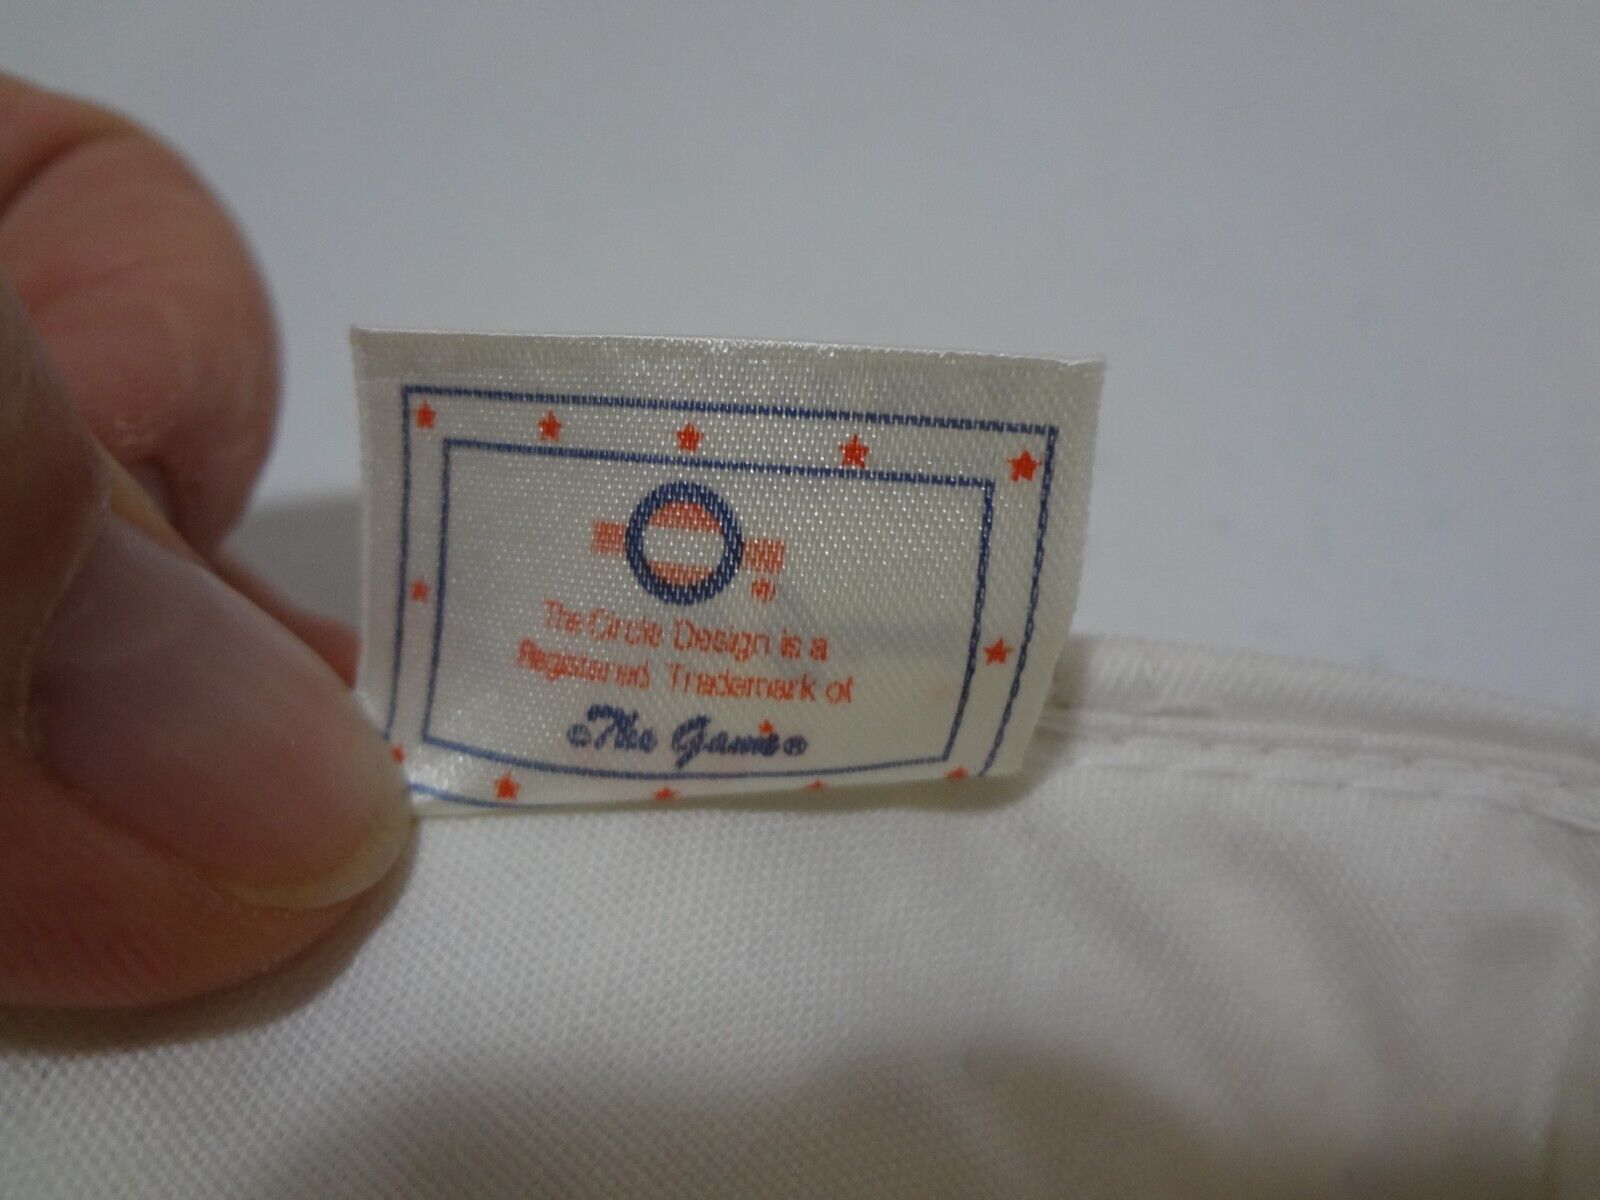 ®
The Circle Design is a
Registered Trademark of
©The Game®